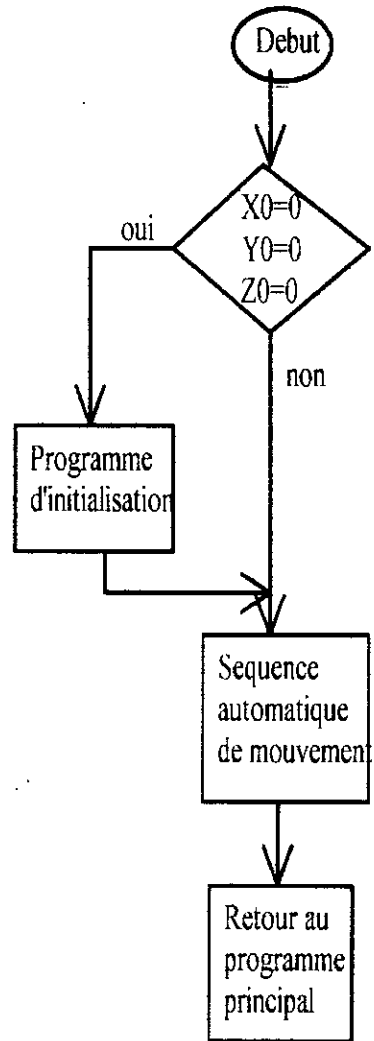 Debut
X0=0
Y0=0
Z0=0
oui
non
Programme
d'initialisation
Sequence
automatique
de mouvement
Retour au
programme
principal